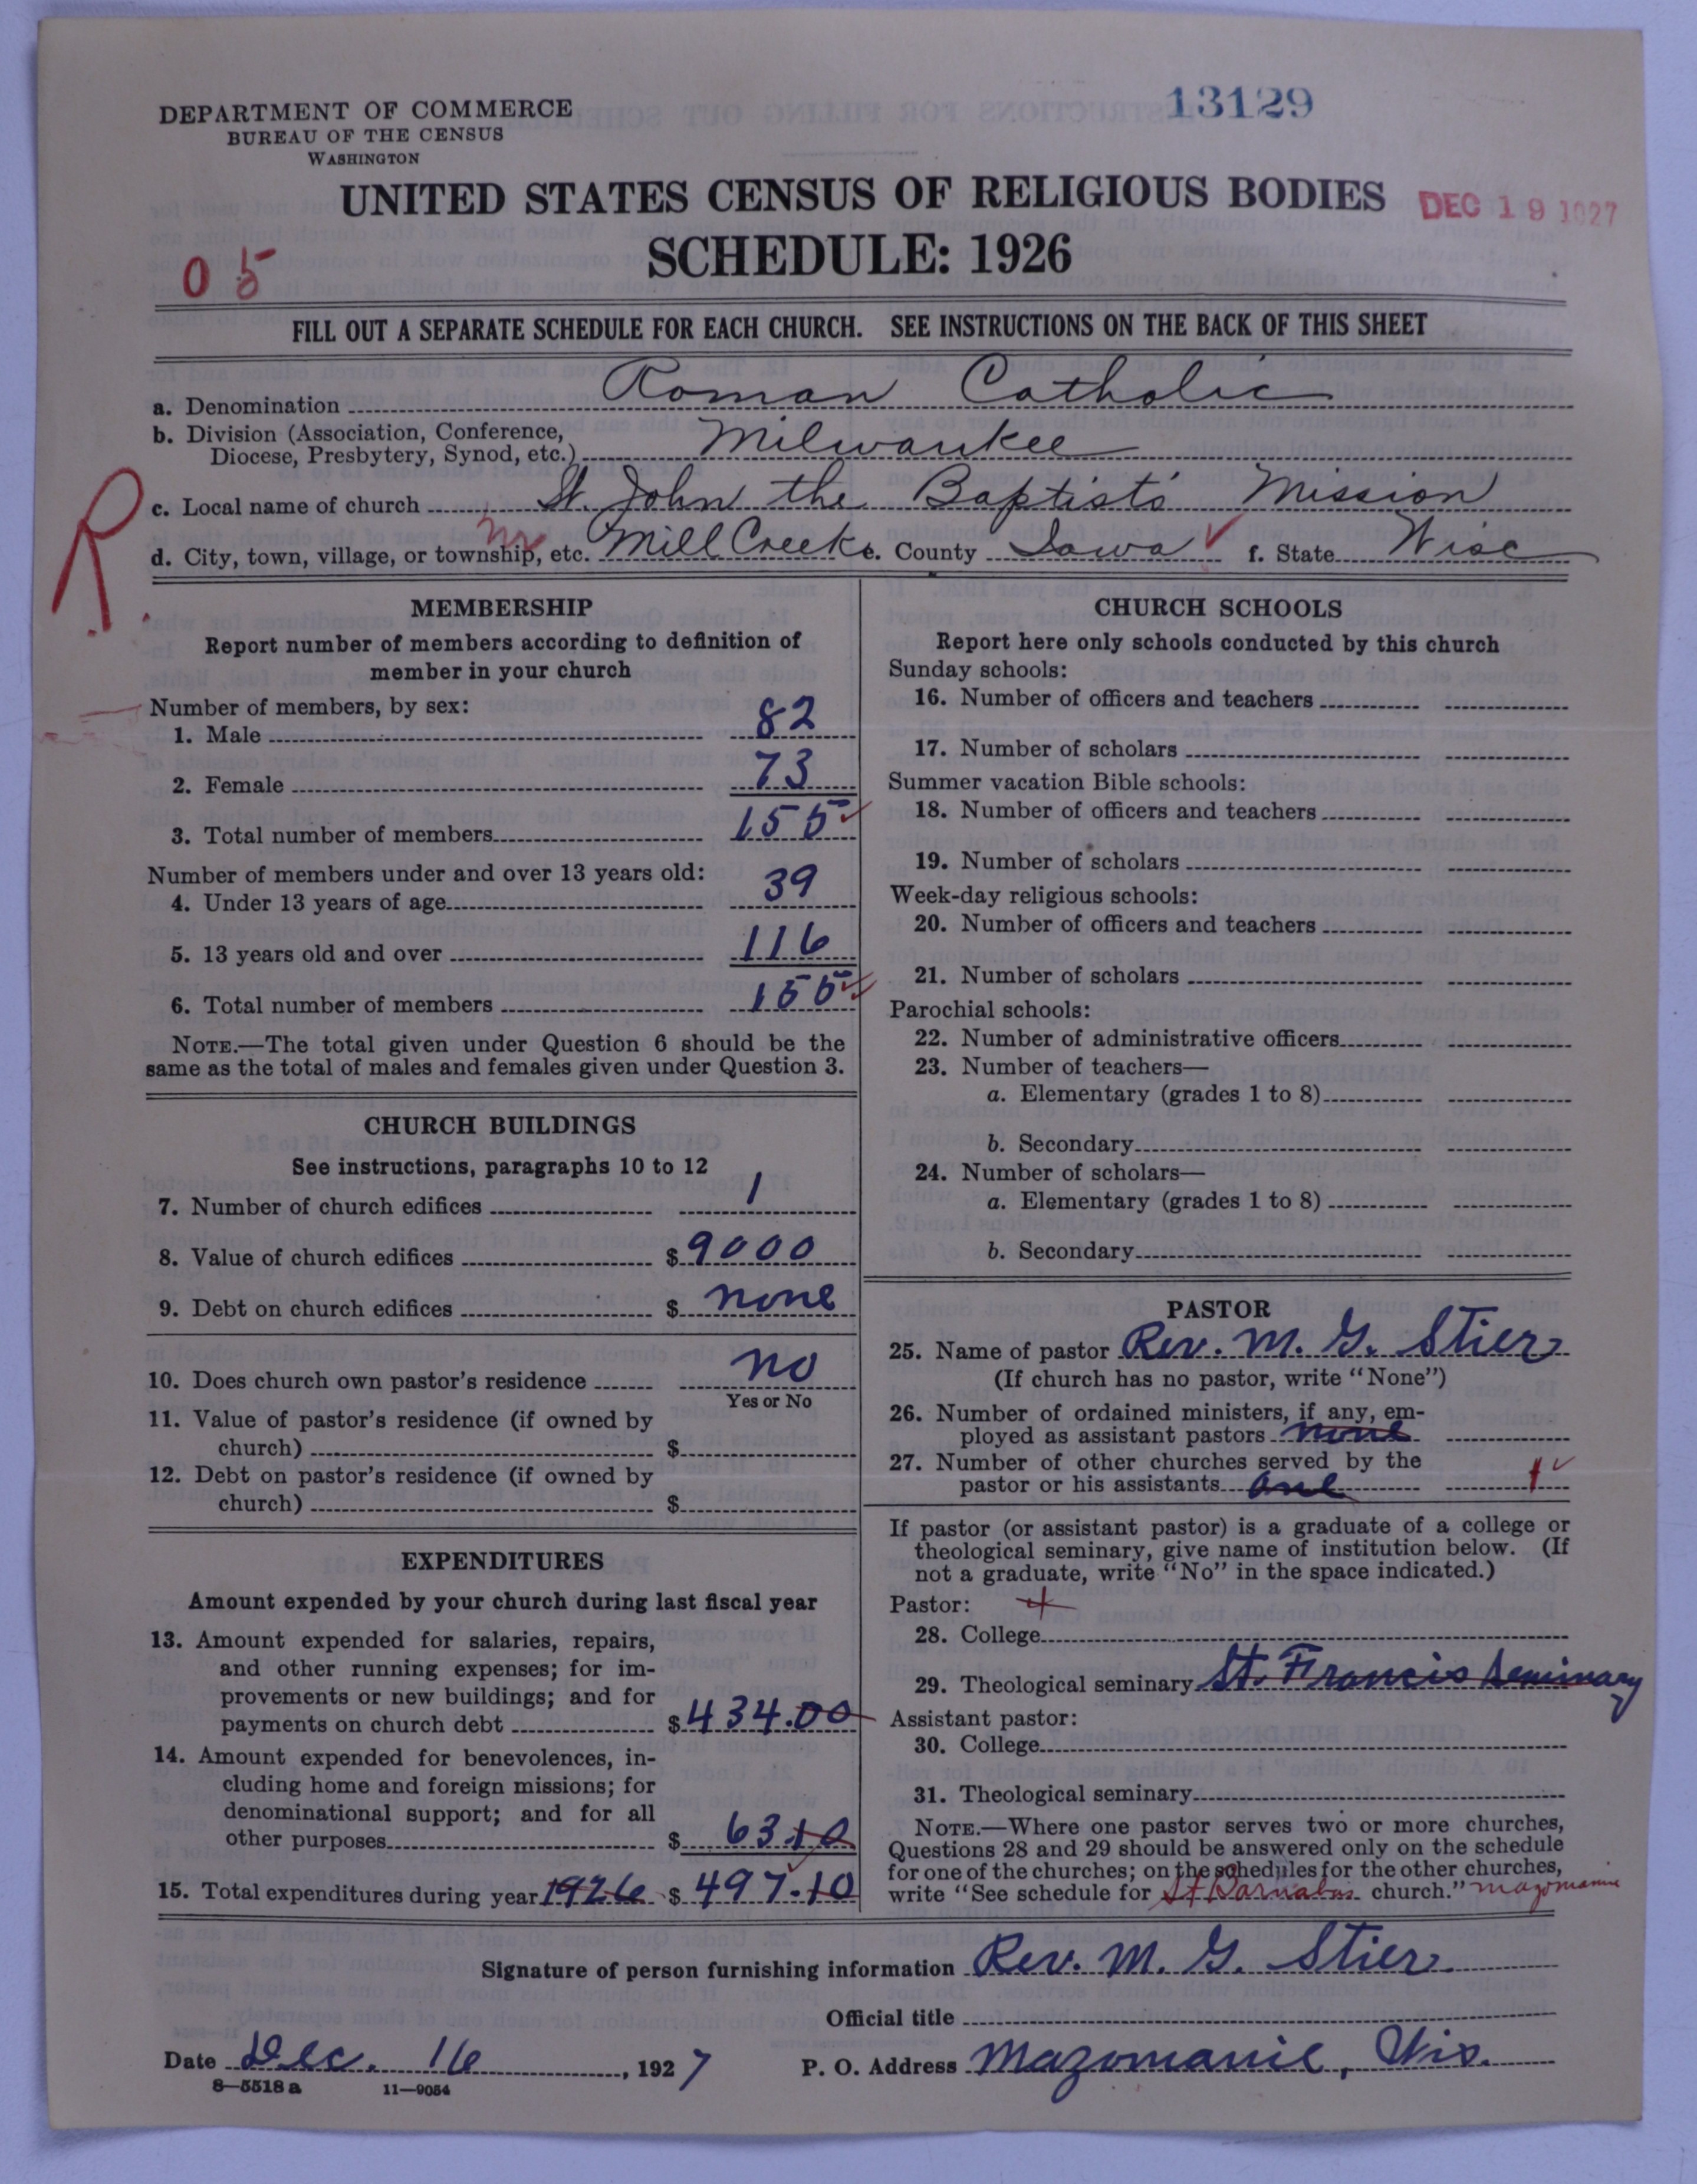 13129
DEPARTMENT OF COMMERCE
BUREAU OF THE CENSUS
WASHINGTON
UNITED STATES CENSUS OF RELIGIOUS BODIES
DEC 19 1927
SCHEDULE: 1926
05
FILL OUT A SEPARATE SCHEDULE FOR EACH CHURCH. SEE INSTRUCTIONS ON THE BACK OF THIS SHEET
a. Denomination Roman Catholic
b. Division (Association, Conference,
Diocese, Presbytery, Synod, etc.) Milwaukee
R.
c. Local name of church St. John the Baptists Mission
nr
d. City, town, village, or township, etc. Mill Creek e. County Iowa ✓ f. State Wisc
MEMBERSHIP
Report number of members according to definition of
member in your church
Number of members, by sex:
1. Male 82
2. Female 73
3. Total number of members 155 ✓
Number of members under and over 13 years old:
4. Under 13 years of age 39
5. 13 years old and over 116
6. Total number of members 155 ✓
NOTE.—The total given under Question 6 should be the
same as the total of males and females given under Question 3.
CHURCH BUILDINGS
See instructions, paragraphs 10 to 12
7. Number of church edifices 1
8. Value of church edifices $ 9000
9. Debt on church edifices $ none
10. Does church own pastor's residence no
Yes or No
11. Value of pastor's residence (if owned by
church) $
12. Debt on pastor's residence (if owned by
church) $
EXPENDITURES
Amount expended by your church during last fiscal year
13. Amount expended for salaries, repairs,
and other running expenses; for im-
provements or new buildings; and for
payments on church debt $ 434.00
14. Amount expended for benevolences, in-
cluding home and foreign missions; for
denominational support; and for all
other purposes $ 63.10
15. Total expenditures during year 1926 $ 497.10
CHURCH SCHOOLS
Report here only schools conducted by this church
Sunday schools:
16. Number of officers and teachers
17. Number of scholars
Summer vacation Bible schools:
18. Number of officers and teachers
19. Number of scholars
Week-day religious schools:
20. Number of officers and teachers
21. Number of scholars
Parochial schools:
22. Number of administrative officers
23. Number of teachers—
a. Elementary (grades 1 to 8)
b. Secondary
24. Number of scholars—
a. Elementary (grades 1 to 8)
b. Secondary
PASTOR
25. Name of pastor Rev. M. G. Stier
(If church has no pastor, write "None")
26. Number of ordained ministers, if any, em-
ployed as assistant pastors none
27. Number of other churches served by the
pastor or his assistants one 1 ✓
If pastor (or assistant pastor) is a graduate of a college or
theological seminary, give name of institution below. (If
not a graduate, write "No" in the space indicated.)
Pastor:
28. College
29. Theological seminary St. Francis Seminary
Assistant pastor:
30. College
31. Theological seminary
NOTE.—Where one pastor serves two or more churches,
Questions 28 and 29 should be answered only on the schedule
for one of the churches; on the schedules for the other churches,
write "See schedule for St Barnabas church." Mazomanie
Signature of person furnishing information Rev. M. G. Stier
Official title
Date Dec. 16, 1927 P. O. Address Mazomanie, Wis.
8—5518 a 11—9054